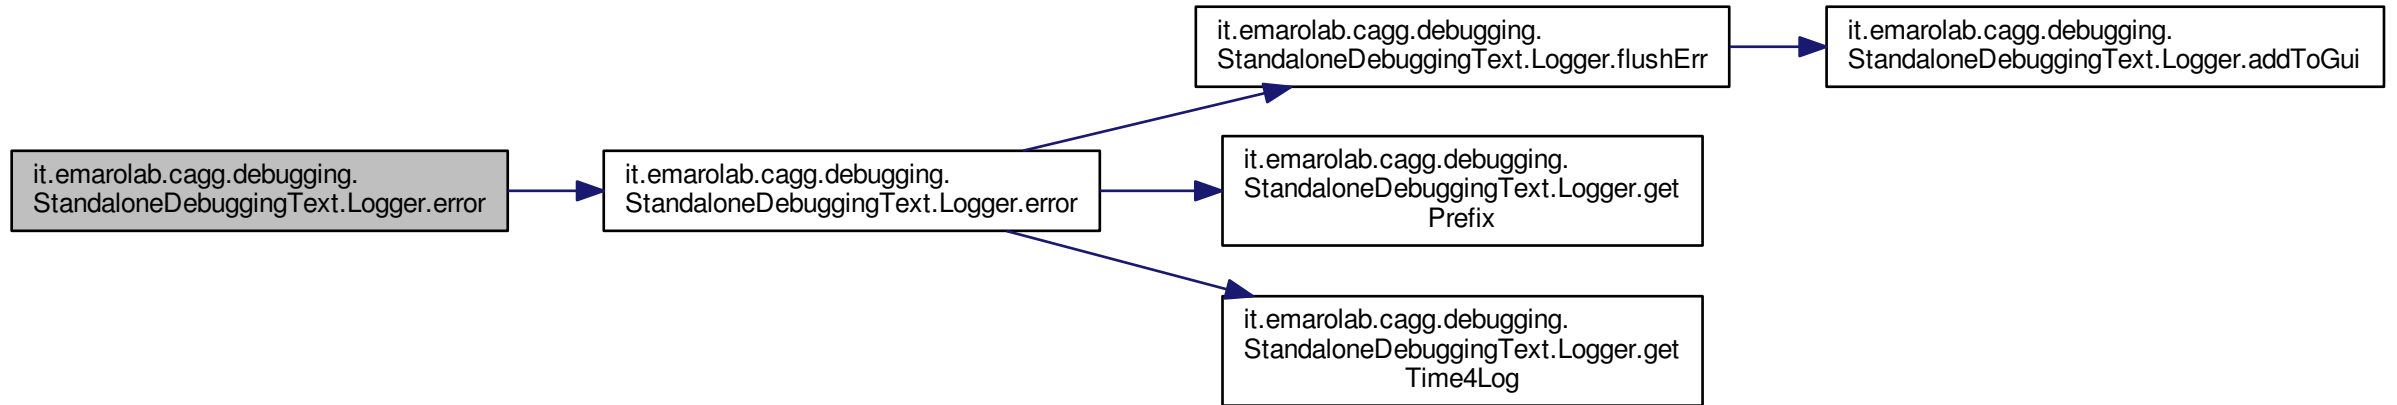 it.emarolab.cagg.debugging.
StandaloneDebuggingText.Logger.error
it.emarolab.cagg.debugging.
StandaloneDebuggingText.Logger.error
it.emarolab.cagg.debugging.
StandaloneDebuggingText.Logger.flushErr
it.emarolab.cagg.debugging.
StandaloneDebuggingText.Logger.addToGui
it.emarolab.cagg.debugging.
StandaloneDebuggingText.Logger.get
Prefix
it.emarolab.cagg.debugging.
StandaloneDebuggingText.Logger.get
Time4Log